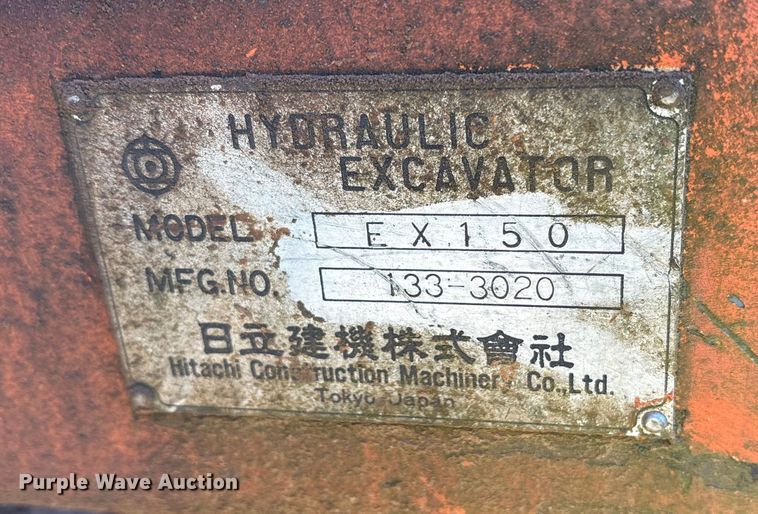 HYDRAULIC
EXCAVATOR
MODEL EX150
MFG.NO. 133-3020
日立建機株式會社
Hitachi Construction Machinery Co.,Ltd.
Tokyo Japan
Purple Wave Auction